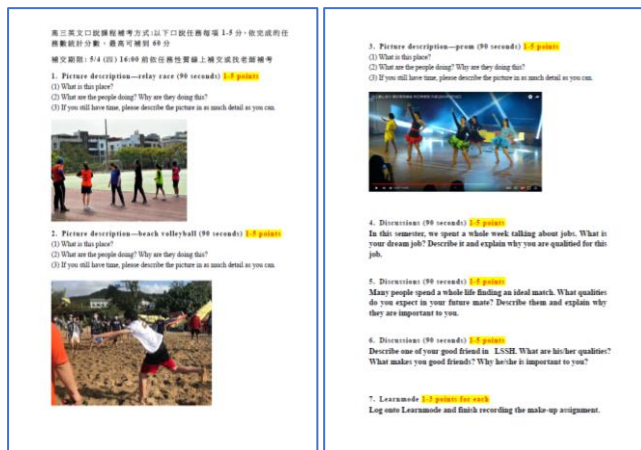 高三英文口說課程補考方式:以下口說任務每項 1-5 分,依完成的任
務數統計分數,最高可補到 60 分
補交期限: 5/4 (四) 16:00 前依任務性質線上補交或找老師補考
1. Picture description—relay race (90 seconds) 1-5 points
(1) What is this place?
(2) What are the people doing? Why are they doing this?
(3) If you still have time, please describe the picture in as much detail as you can.
2. Picture description—beach volleyball (90 seconds) 1-5 points
(1) What is this place?
(2) What are the people doing? Why are they doing this?
(3) If you still have time, please describe the picture in as much detail as you can.
3. Picture description—prom (90 seconds) 1-5 points
(1) What is this place?
(2) What are the people doing? Why are they doing this?
(3) If you still have time, please describe the picture in as much detail as you can.
4. Discussions (90 seconds) 1-5 points
In this semester, we spent a whole week talking about jobs. What is
your dream job? Describe it and explain why you are qualitied for this
job.
5. Discussions (90 seconds) 1-5 points
Many people spend a whole life finding an ideal match. What qualities
do you expect in your future mate? Describe them and explain why
they are important to you.
6. Discussions (90 seconds) 1-5 points
Describe one of your good friend in LSSH. What are his/her qualities?
What makes you good friends? Why he/she is important to you?
7. Learnmode 1-5 points for each
Log onto Learnmode and finish recording the make-up assignment.